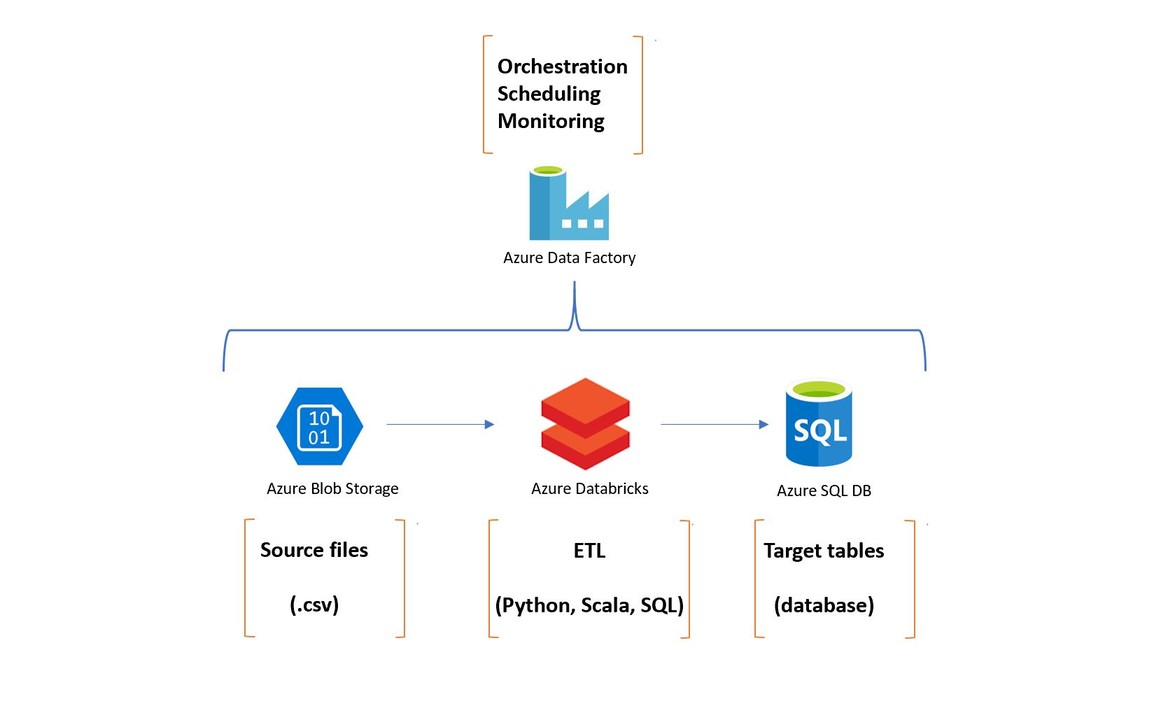 Orchestration
Scheduling
Monitoring
Azure Data Factory
10
01
SQL
Azure Blob Storage
Azure Databricks
Azure SQL DB
Source files
(.csv)
ETL
(Python, Scala, SQL)
Target tables
(database)